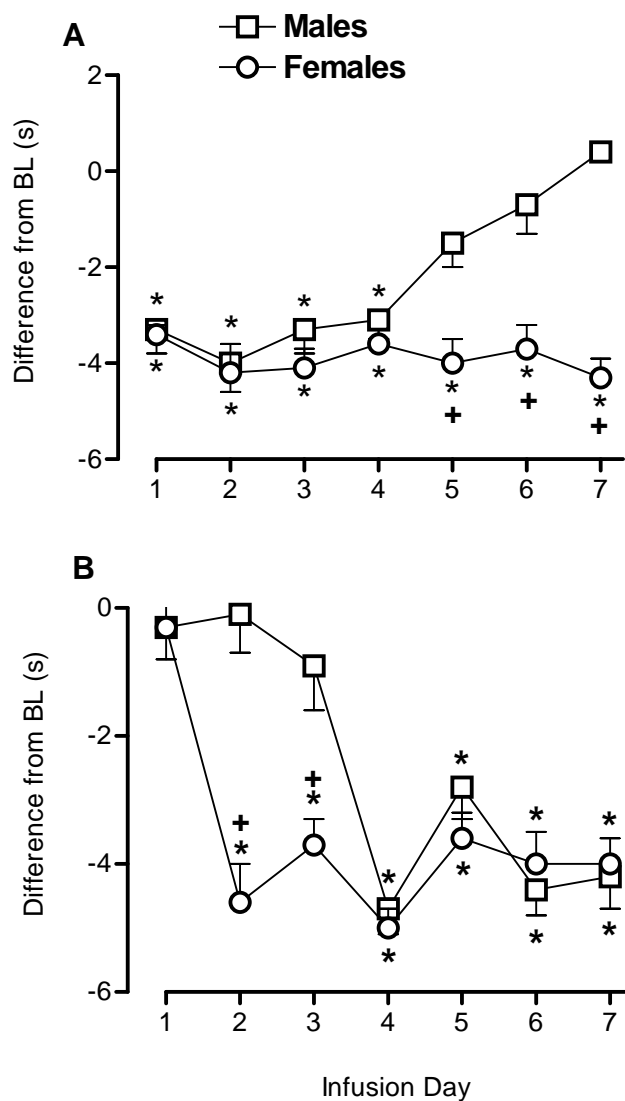 Males
A
Females
2
0
-2
-4
-6
Difference from BL (s)
* * * *
* * * * * * *
+ + +
1 2 3 4 5 6 7
B
0
-2
-4
-6
Difference from BL (s)
+ +
* * * * * *
* * * *
1 2 3 4 5 6 7
Infusion Day